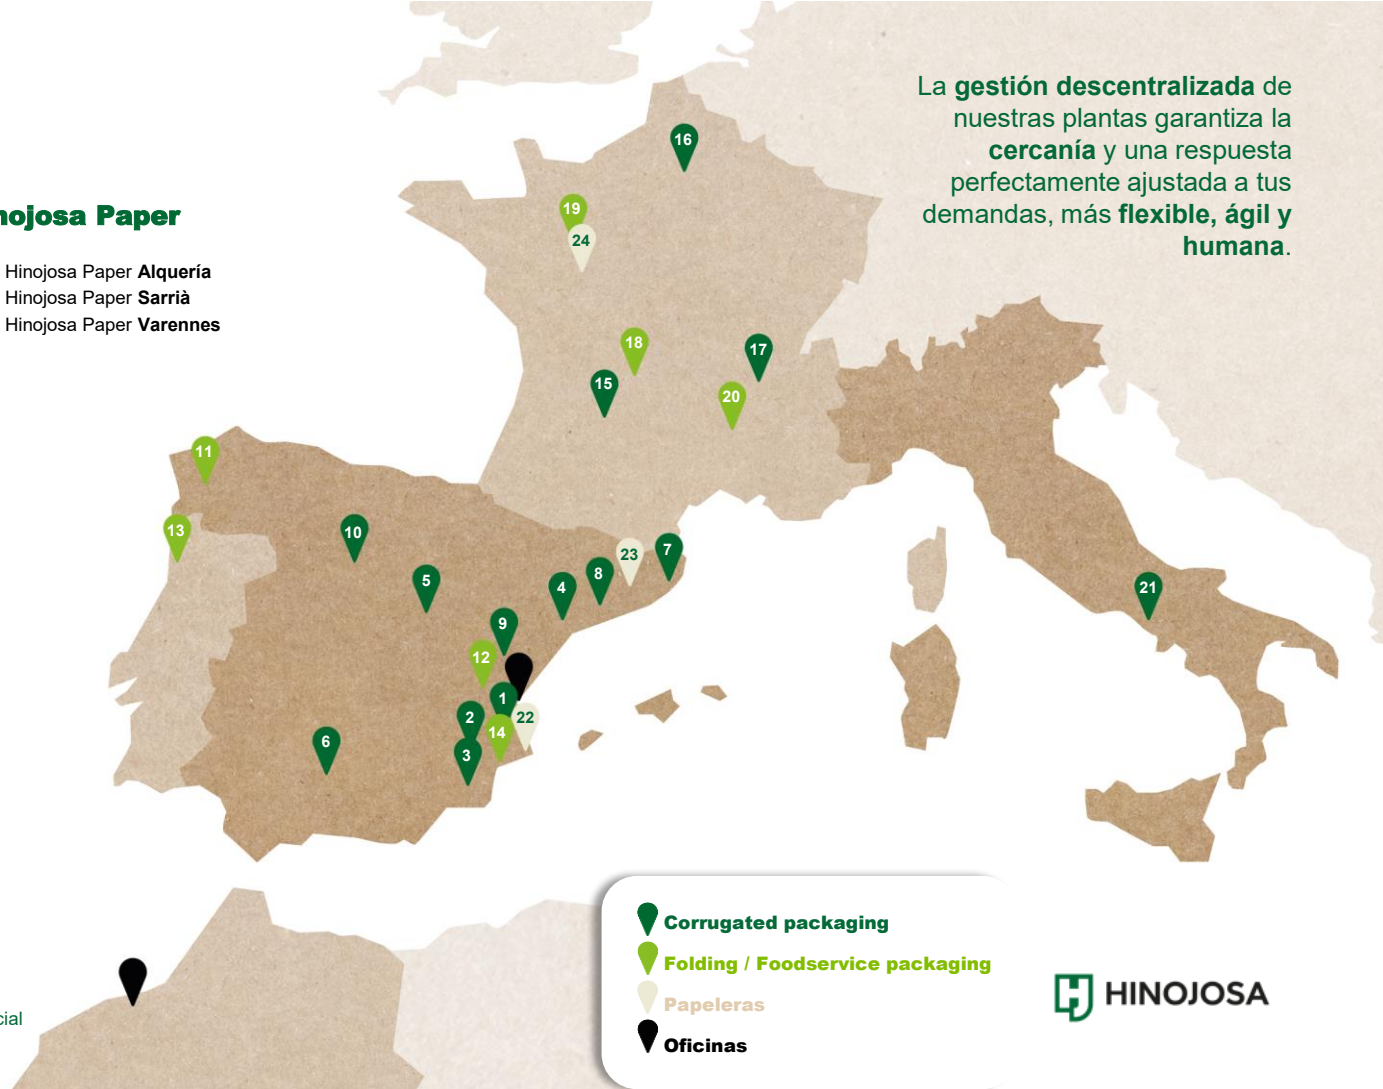 La gestión descentralizada de
nuestras plantas garantiza la
cercanía y una respuesta
perfectamente ajustada a tus
demandas, más flexible, ágil y
humana.
nojosa Paper
Hinojosa Paper Alquería
Hinojosa Paper Sarrià
Hinojosa Paper Varennes
16
19
24
18
17
15
20
11
13
10
5
4
8
23
7
9
12
1
2
22
14
3
6
21
Corrugated packaging
Folding / Foodservice packaging
Papeleras
Oficinas
HINOJOSA
cial